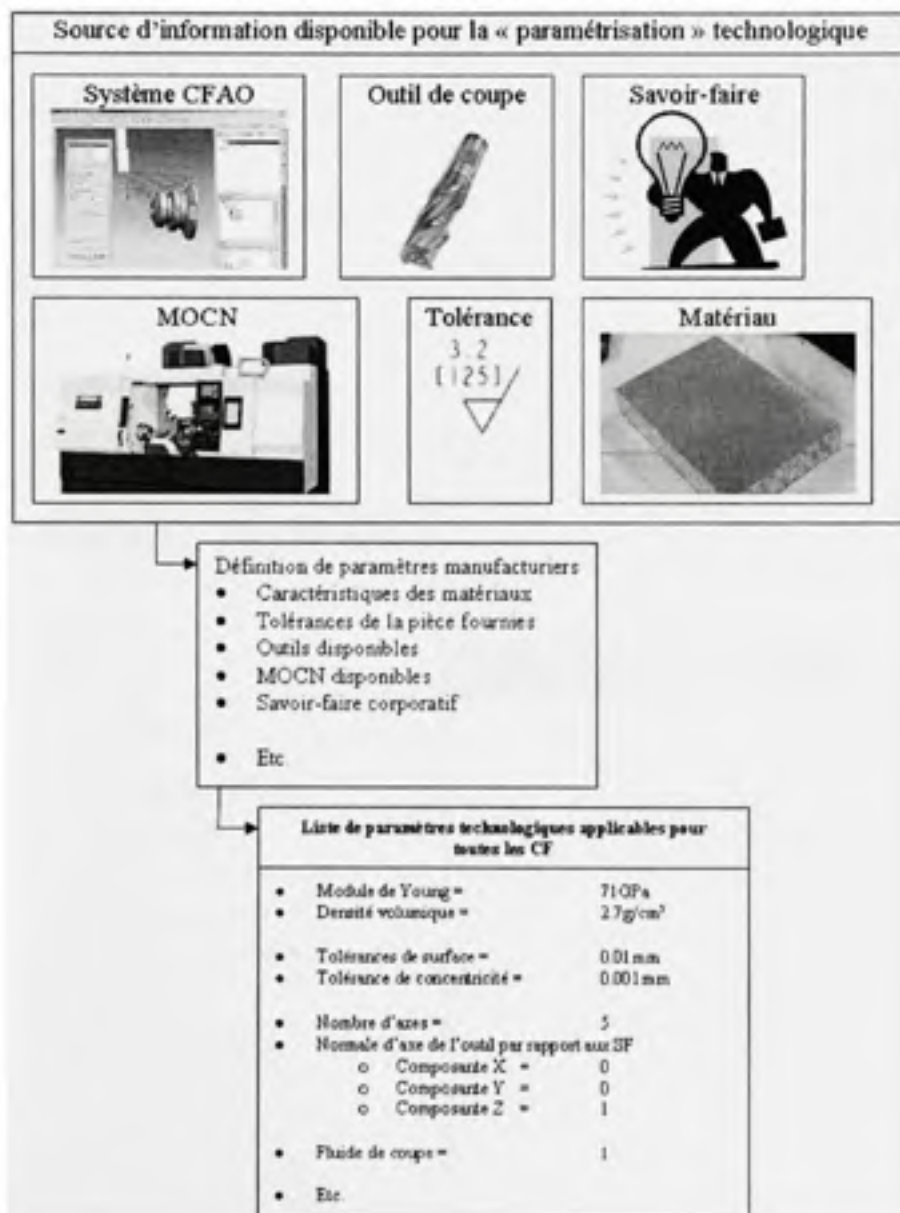 Source d'information disponible pour la « paramétrisation » technologique
Système CFAO
Outil de coupe
Savoir-faire
MOCN
Tolérance
Matériau
3.2
[125]
Définition de paramètres manufacturiers
• Caractéristiques des matériaux
• Tolérances de la pièce fournies
• Outils disponibles
• MOCN disponibles
• Savoir-faire corporatif
• Etc.
Liste de paramètres technologiques applicables pour
toutes les CF
• Module de Young = 71GPa
• Densité volumique = 2.7g/cm³
• Tolérances de surface = 0.01mm
• Tolérance de concentricité = 0.001mm
• Nombre d'axes = 5
• Normale d'axe de l'outil par rapport aux SF
o Composante X = 0
o Composante Y = 0
o Composante Z = 1
• Fluide de coupe = 1
• Etc.